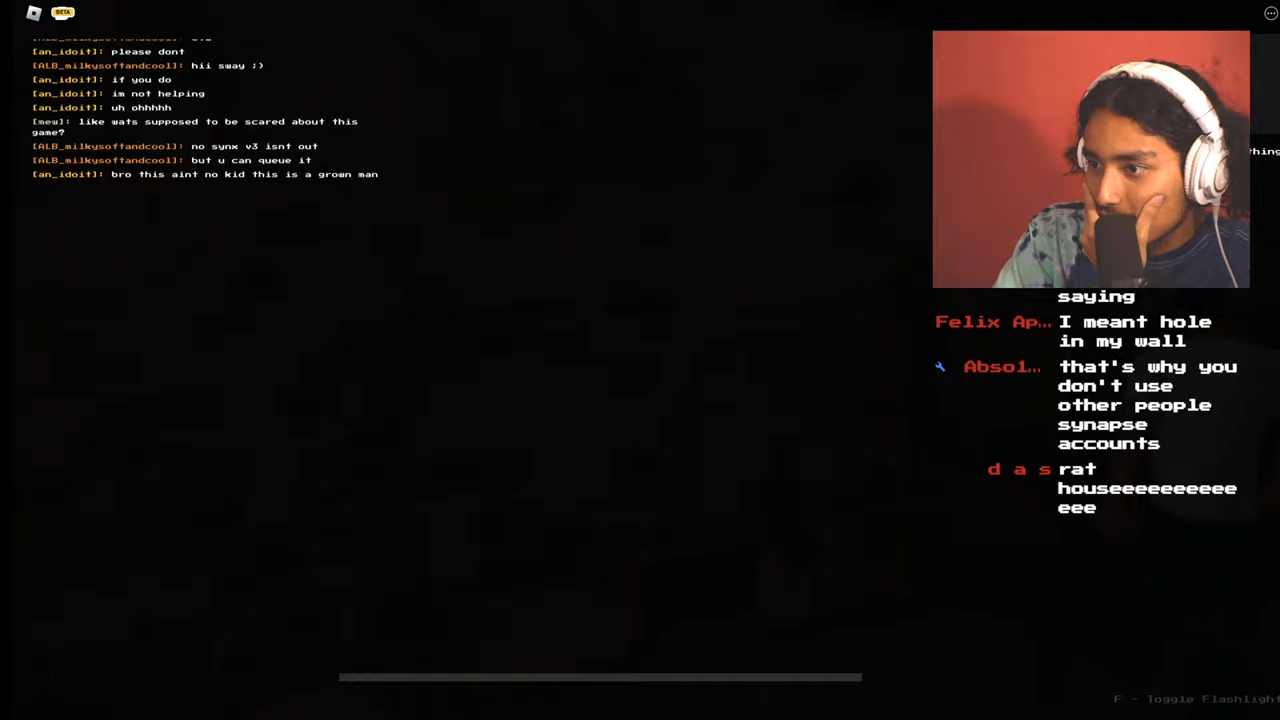 BETA
[an_idoit]: please dont
[ALB_milkysoftandcool]: hii sway ;)
[an_idoit]: if you do
[an_idoit]: im not helping
[an_idoit]: uh ohhhhh
[mew]: like wats supposed to be scared about this
game?
[ALB_milkysoftandcool]: no synx v3 isnt out
[ALB_milkysoftandcool]: but u can queue it
[an_idoit]: bro this aint no kid this is a grown man
thing
saying
Felix Ap… I meant hole
in my wall
Abso1… that's why you
don't use
other people
synapse
accounts
d a s rat
houseeeeeeeeee
eee
F - Toggle Flashlight